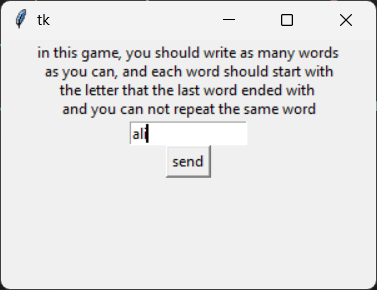 tk
in this game, you should write as many words
as you can, and each word should start with
the letter that the last word ended with
and you can not repeat the same word
ali
send